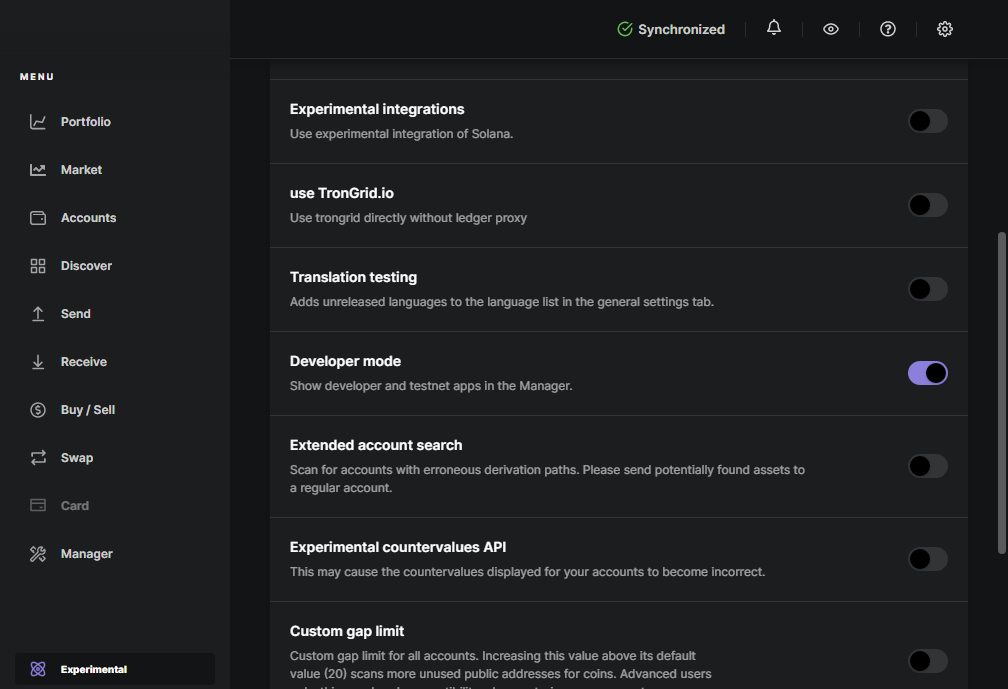 Synchronized
MENU
Portfolio
Market
Accounts
Discover
Send
Receive
Buy / Sell
Swap
Card
Manager
Experimental
Experimental integrations
Use experimental integration of Solana.
use TronGrid.io
Use trongrid directly without ledger proxy
Translation testing
Adds unreleased languages to the language list in the general settings tab.
Developer mode
Show developer and testnet apps in the Manager.
Extended account search
Scan for accounts with erroneous derivation paths. Please send potentially found assets to
a regular account.
Experimental countervalues API
This may cause the countervalues displayed for your accounts to become incorrect.
Custom gap limit
Custom gap limit for all accounts. Increasing this value above its default
value (20) scans more unused public addresses for coins. Advanced users